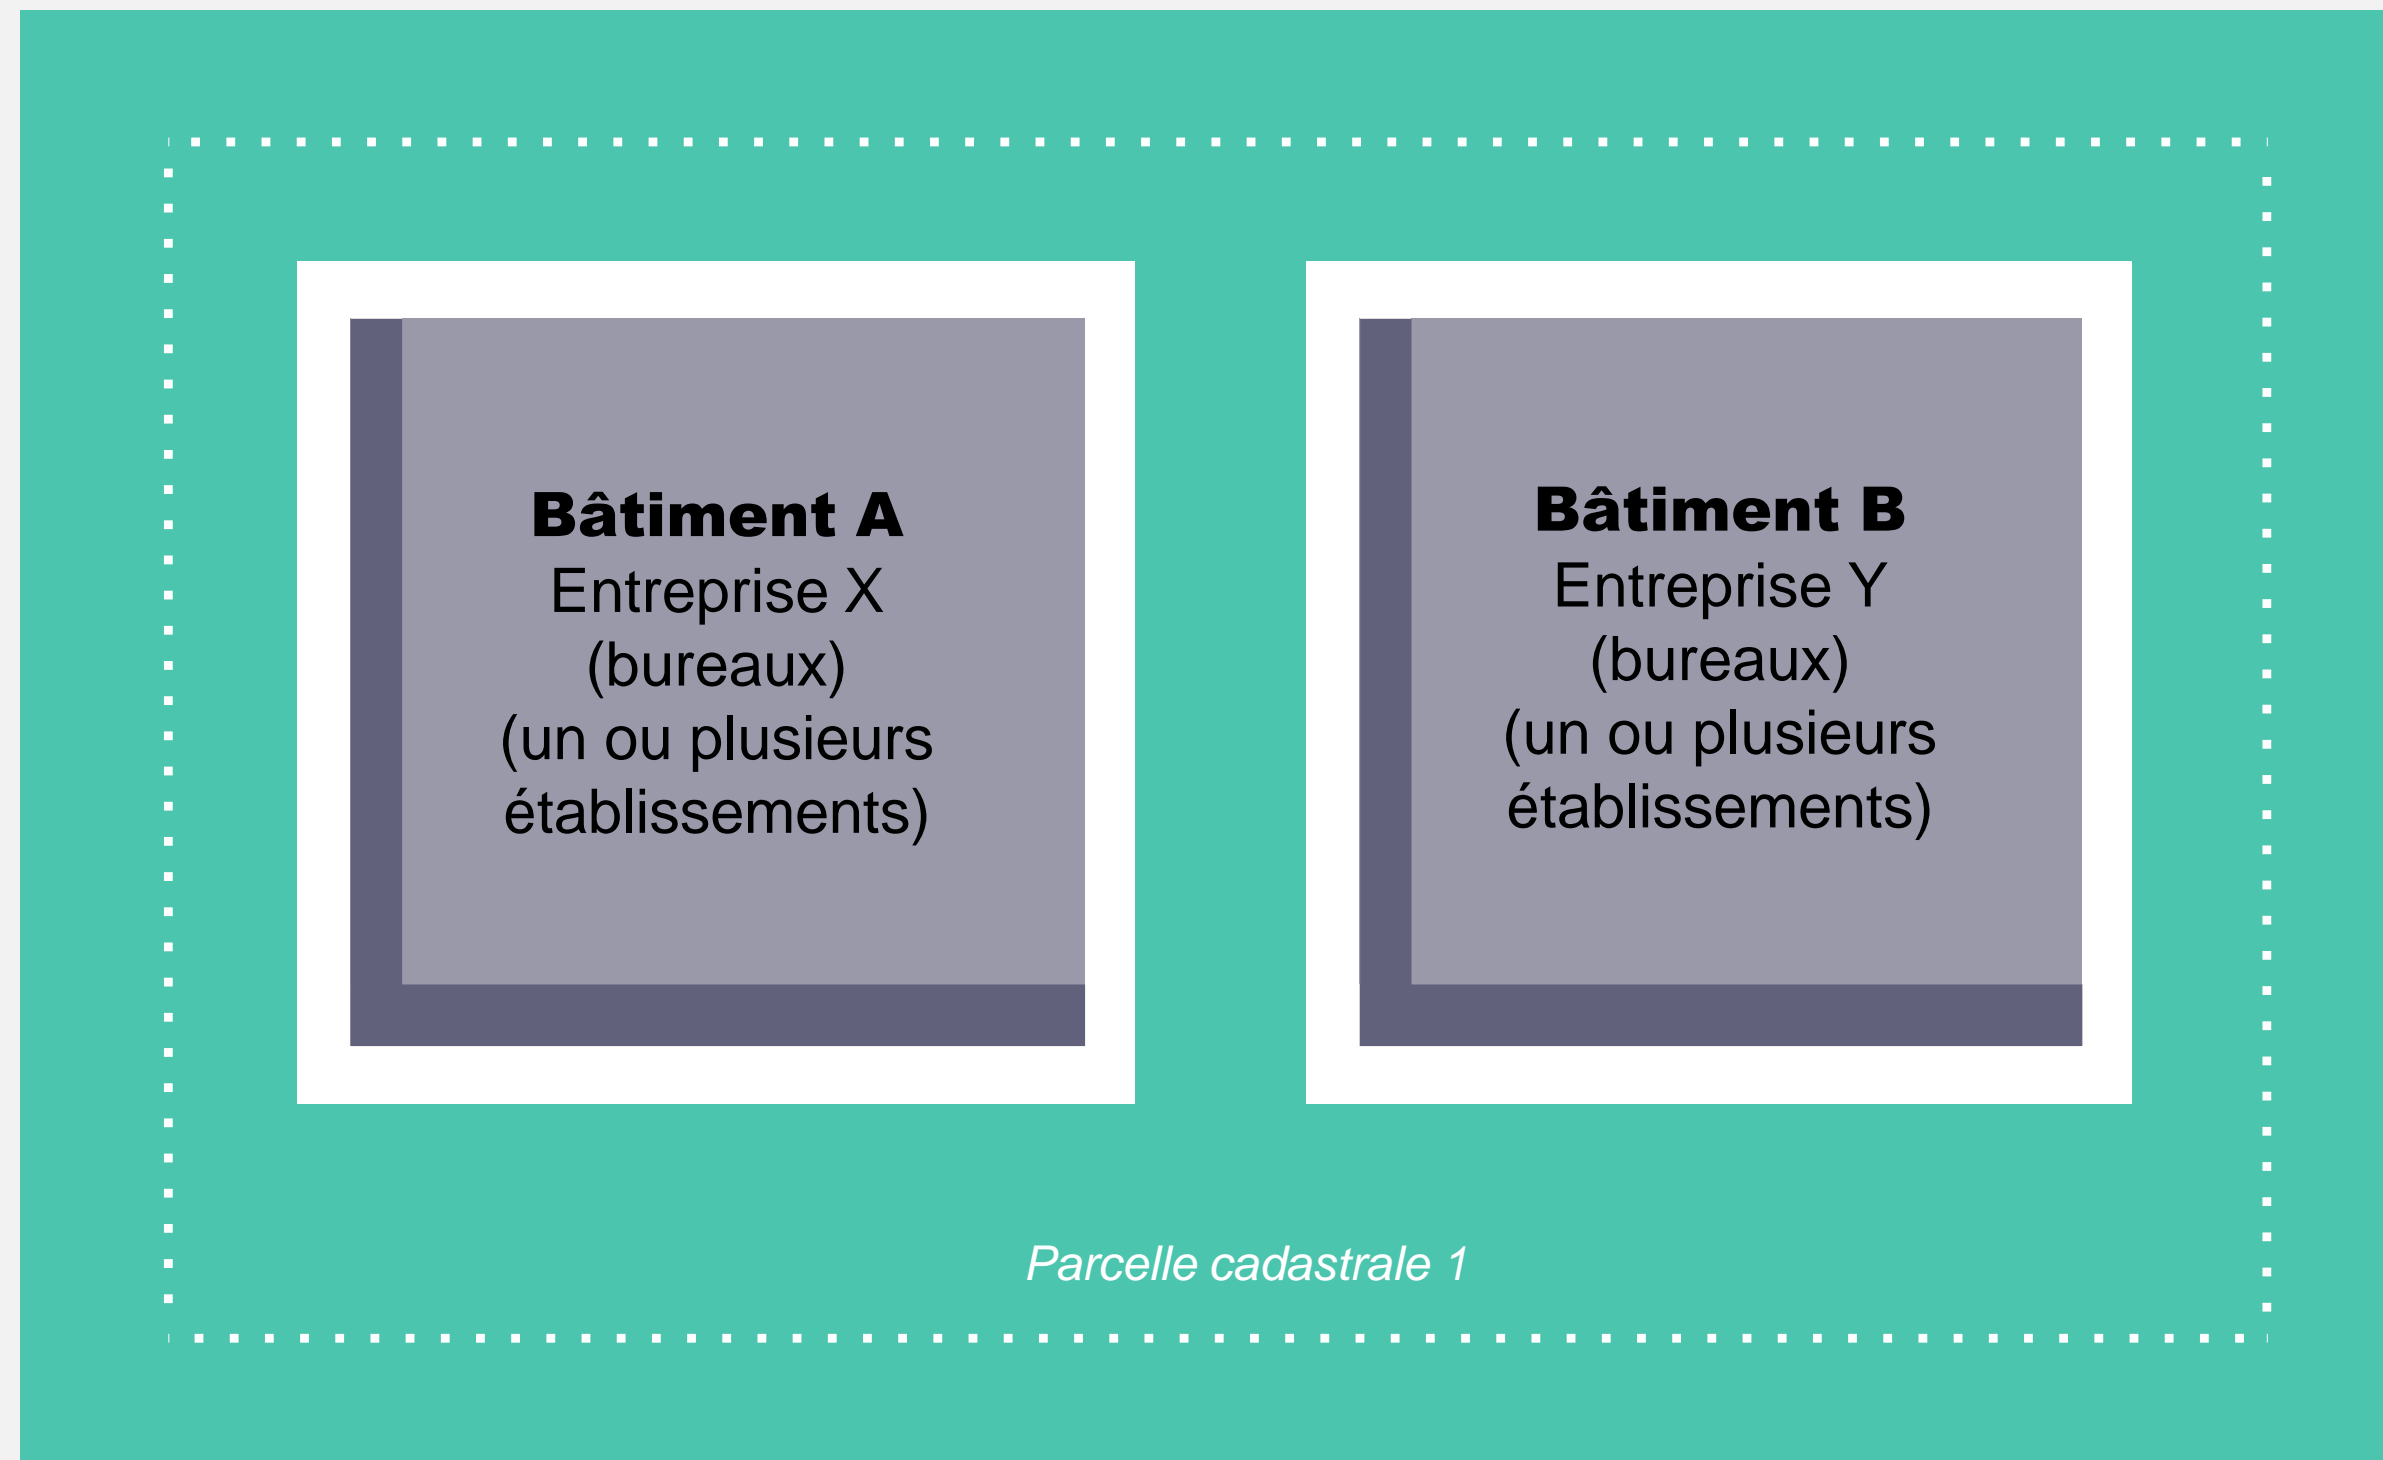 Bâtiment A
Entreprise X
(bureaux)
(un ou plusieurs
établissements)
Bâtiment B
Entreprise Y
(bureaux)
(un ou plusieurs
établissements)
Parcelle cadastrale 1